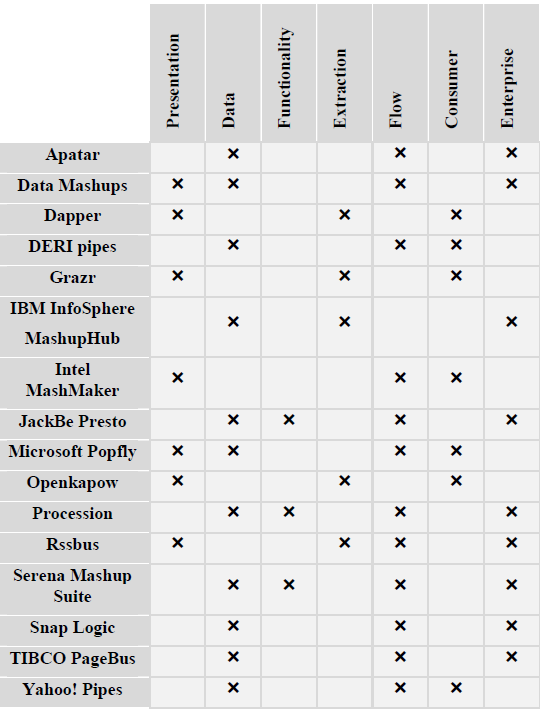 Presentation Data Functionality Extraction Flow Consumer Enterprise
Apatar × × ×
Data Mashups × × × ×
Dapper × × ×
DERI pipes × × ×
Grazr × × ×
IBM InfoSphere
MashupHub × × ×
Intel
MashMaker × × ×
JackBe Presto × × × ×
Microsoft Popfly × × × ×
Openkapow × × ×
Procession × × × ×
Rssbus × × × ×
Serena Mashup
Suite × × × ×
Snap Logic × × ×
TIBCO PageBus × × ×
Yahoo! Pipes × × ×